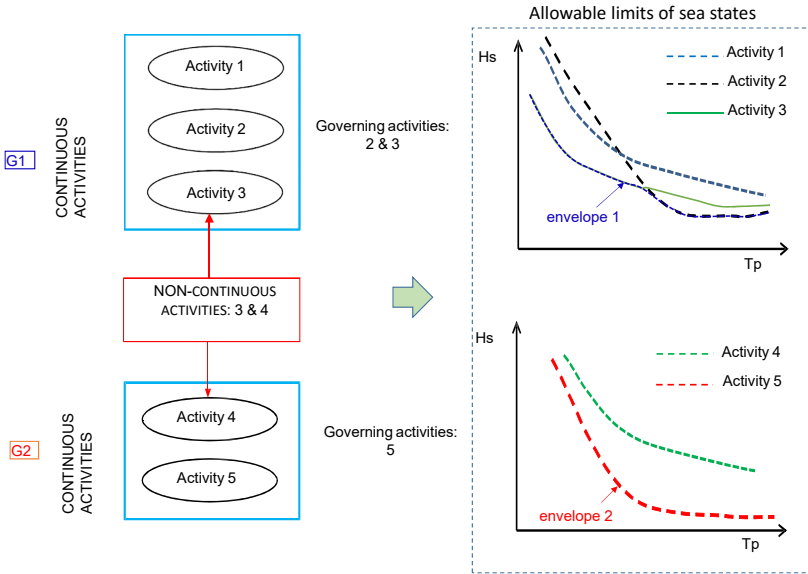 Allowable limits of sea states
G1
CONTINUOUS
ACTIVITIES
Activity 1
Activity 2
Activity 3
Governing activities:
2 & 3
Hs
Activity 1
Activity 2
Activity 3
envelope 1
Tp
NON-CONTINUOUS
ACTIVITIES: 3 & 4
G2
CONTINUOUS
ACTIVITIES
Activity 4
Activity 5
Governing activities:
5
Hs
Activity 4
Activity 5
envelope 2
Tp